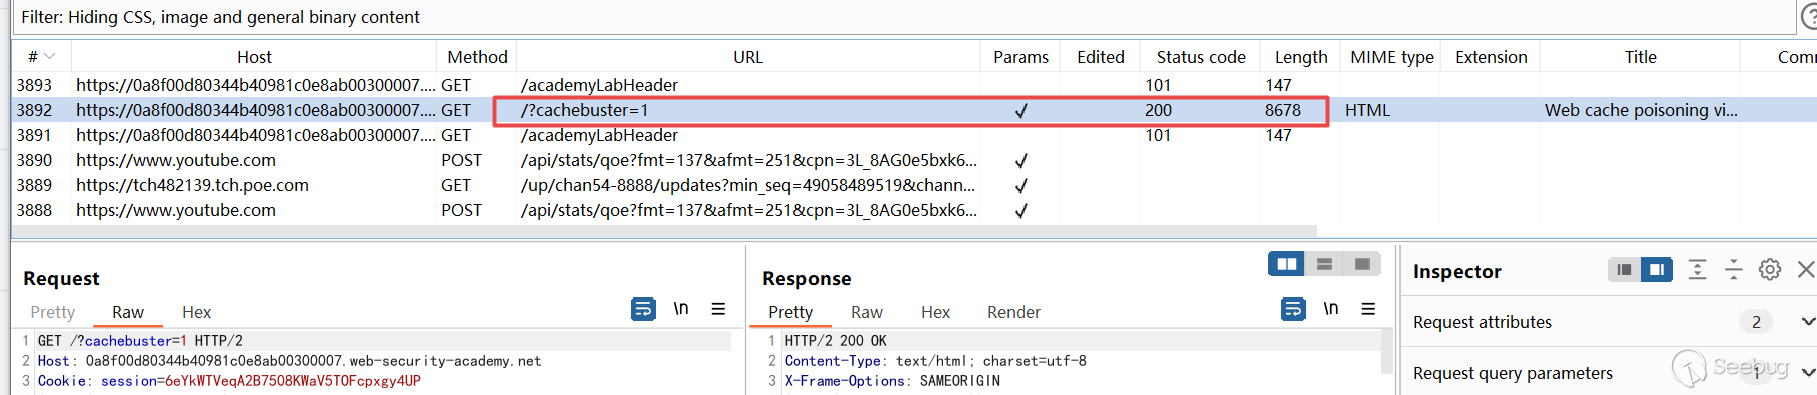 Filter: Hiding CSS, image and general binary content
# Host Method URL Params Edited Status code Length MIME type Extension Title Comm
3893 https://0a8f00d80344b40981c0e8ab00300007.... GET /academyLabHeader 101 147
3892 https://0a8f00d80344b40981c0e8ab00300007.... GET /?cachebuster=1 ✓ 200 8678 HTML Web cache poisoning vi...
3891 https://0a8f00d80344b40981c0e8ab00300007.... GET /academyLabHeader 101 147
3890 https://www.youtube.com POST /api/stats/qoe?fmt=137&afmt=251&cpn=3L_8AG0e5bxk6... ✓
3889 https://tch482139.tch.poe.com GET /up/chan54-8888/updates?min_seq=49058489519&chann... ✓
3888 https://www.youtube.com POST /api/stats/qoe?fmt=137&afmt=251&cpn=3L_8AG0e5bxk6... ✓
Request
Pretty Raw Hex \n
1 GET /?cachebuster=1 HTTP/2
2 Host: 0a8f00d80344b40981c0e8ab00300007.web-security-academy.net
3 Cookie: session=6eYkWTVeqA2B7508KWaV5TOFcpxgy4UP
Response
Pretty Raw Hex Render \n
1 HTTP/2 200 OK
2 Content-Type: text/html; charset=utf-8
3 X-Frame-Options: SAMEORIGIN
Inspector
Request attributes 2
Request query parameters 1
Seebug